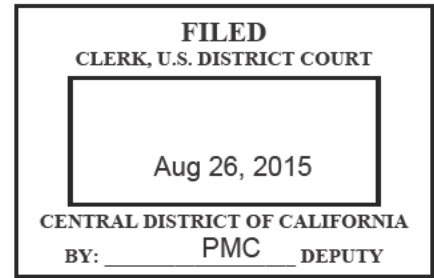 FILED
CLERK, U.S. DISTRICT COURT
Aug 26, 2015
CENTRAL DISTRICT OF CALIFORNIA
BY: PMC DEPUTY